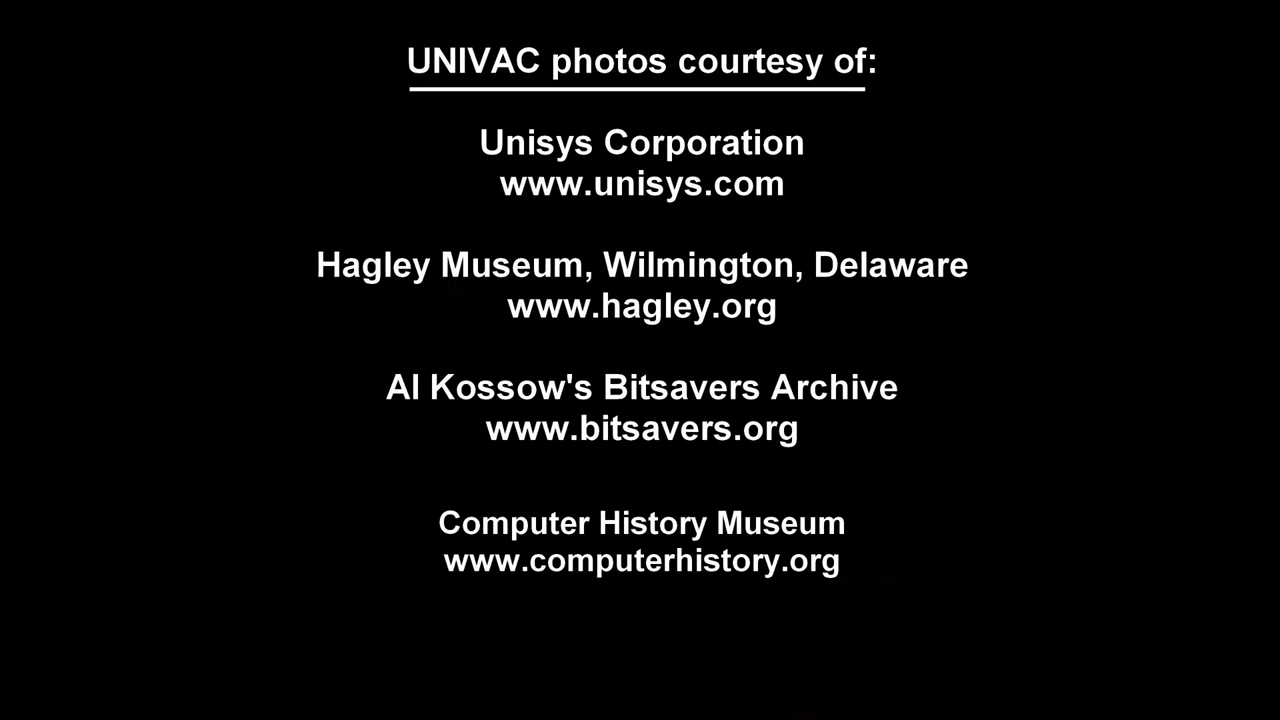 UNIVAC photos courtesy of:
Unisys Corporation
www.unisys.com
Hagley Museum, Wilmington, Delaware
www.hagley.org
Al Kossow's Bitsavers Archive
www.bitsavers.org
Computer History Museum
www.computerhistory.org